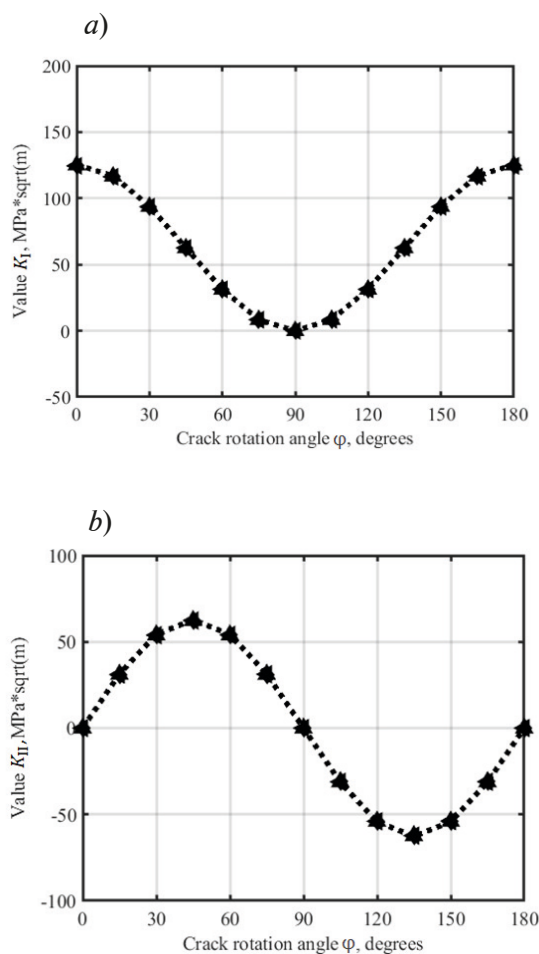 a)
200
150
100
50
0
-50
Value K_I, MPa*sqrt(m)
0 30 60 90 120 150 180
Crack rotation angle φ, degrees
b)
100
50
0
-50
-100
Value K_II, MPa*sqrt(m)
0 30 60 90 120 150 180
Crack rotation angle φ, degrees